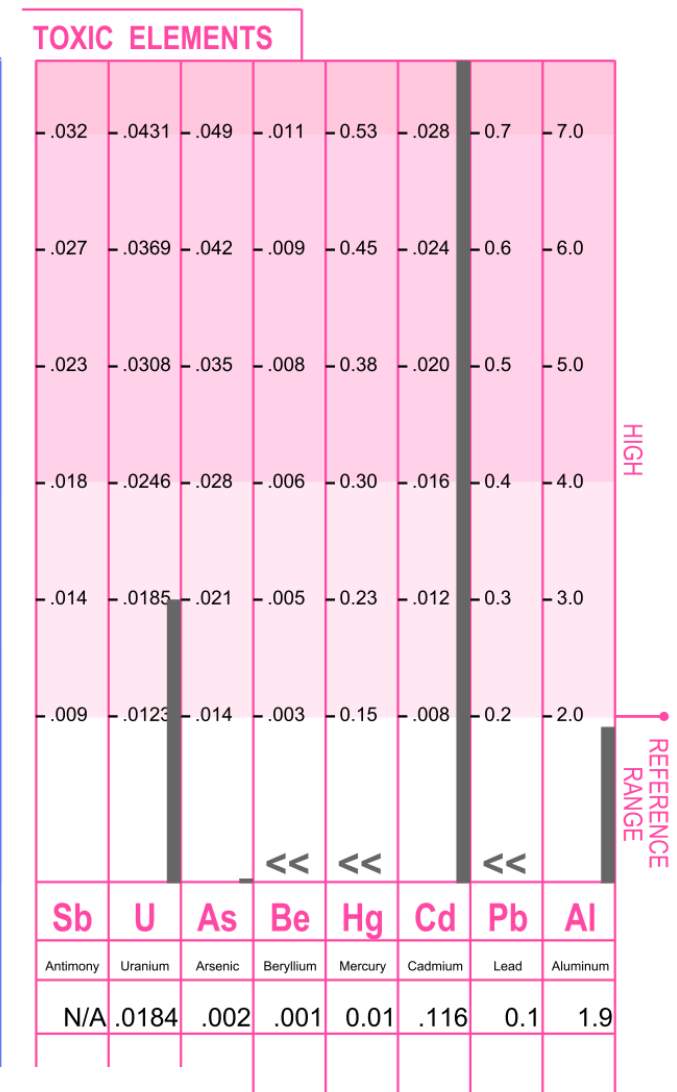 TOXIC ELEMENTS
.032 .0431 .049 .011 0.53 .028 0.7 7.0
.027 .0369 .042 .009 0.45 .024 0.6 6.0
.023 .0308 .035 .008 0.38 .020 0.5 5.0
HIGH
.018 .0246 .028 .006 0.30 .016 0.4 4.0
.014 .0185 .021 .005 0.23 .012 0.3 3.0
.009 .0123 .014 .003 0.15 .008 0.2 2.0
REFERENCE
RANGE
<< << <<
Sb U As Be Hg Cd Pb Al
Antimony Uranium Arsenic Beryllium Mercury Cadmium Lead Aluminum
N/A .0184 .002 .001 0.01 .116 0.1 1.9